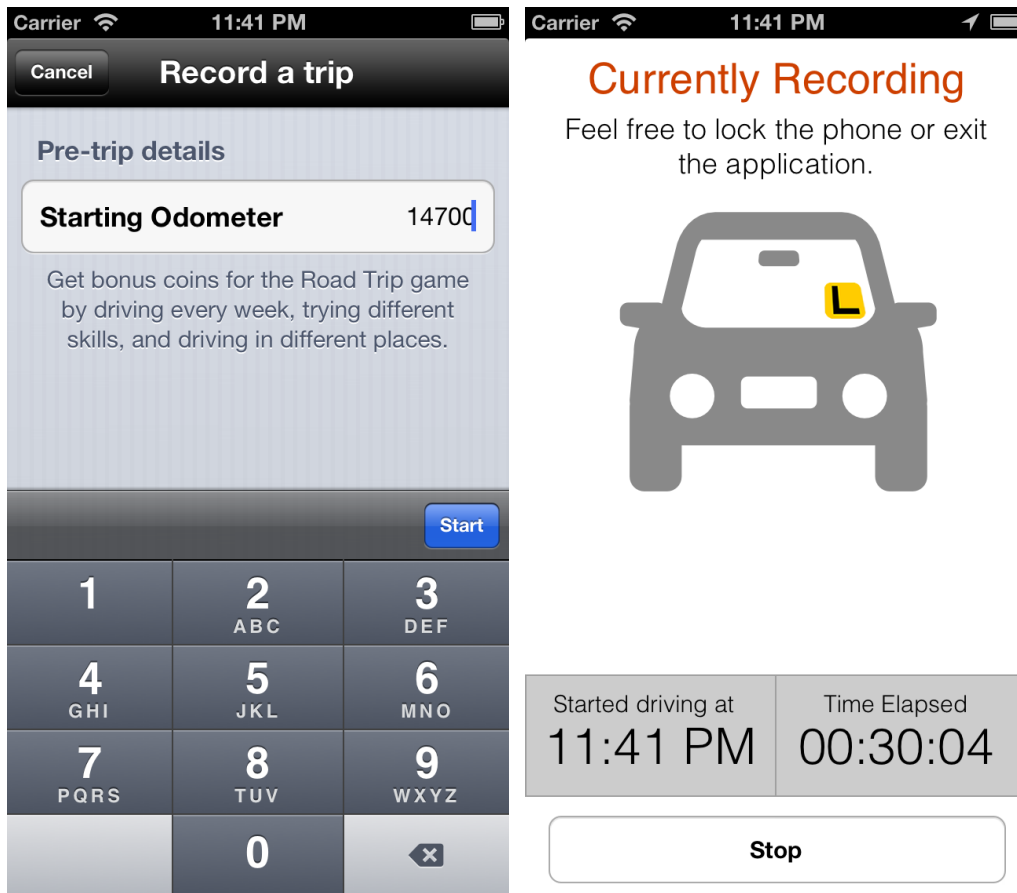 Carrier 11:41 PM
Cancel Record a trip
Pre-trip details
Starting Odometer 14700
Get bonus coins for the Road Trip game
by driving every week, trying different
skills, and driving in different places.
Start
1 2 3
ABC DEF
4 5 6
GHI JKL MNO
7 8 9
PQRS TUV WXYZ
0
Carrier 11:41 PM
Currently Recording
Feel free to lock the phone or exit
the application.
L
Started driving at Time Elapsed
11:41 PM 00:30:04
Stop